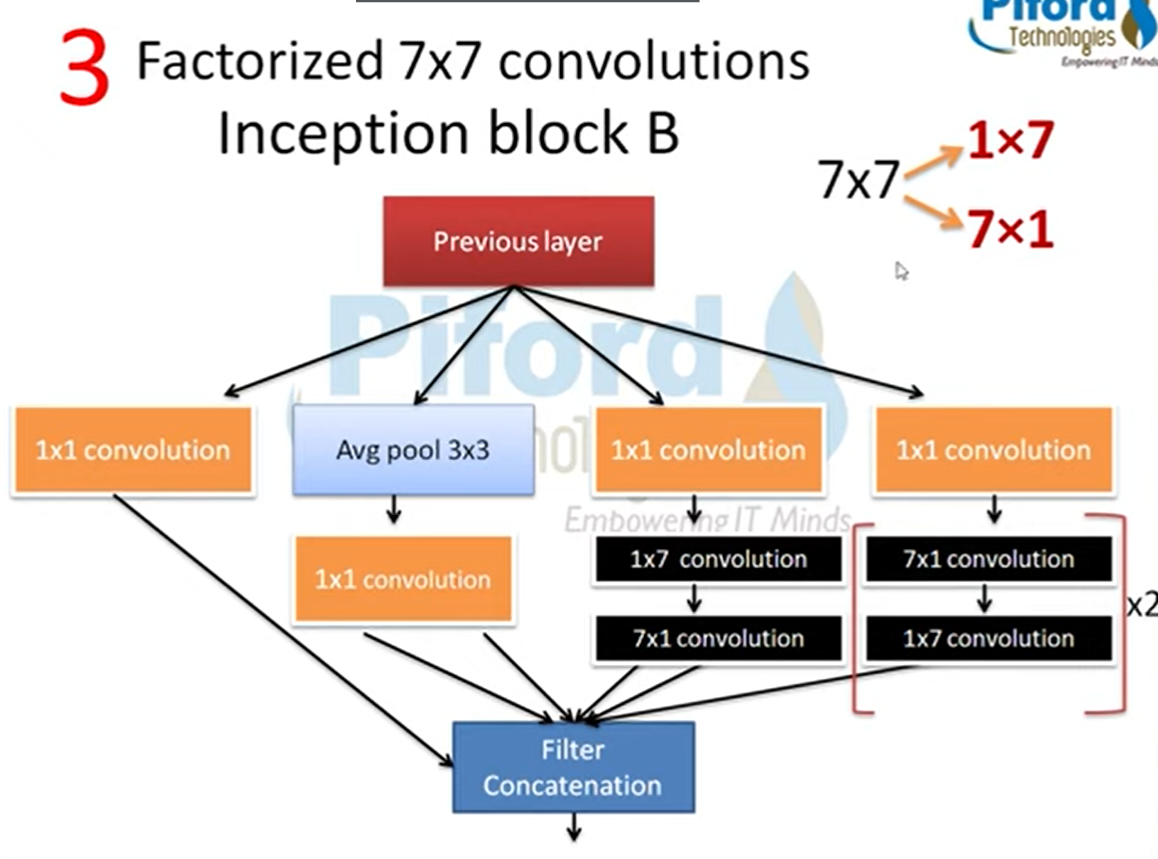 Piford
Technologies
Empowering IT Minds
3 Factorized 7x7 convolutions
Inception block B
7x7
1×7
7×1
Previous layer
Piford
Empowering IT Minds
1x1 convolution
Avg pool 3x3
1x1 convolution
1x1 convolution
1x1 convolution
1x7 convolution
7x1 convolution
7x1 convolution
1x7 convolution
x2
Filter
Concatenation